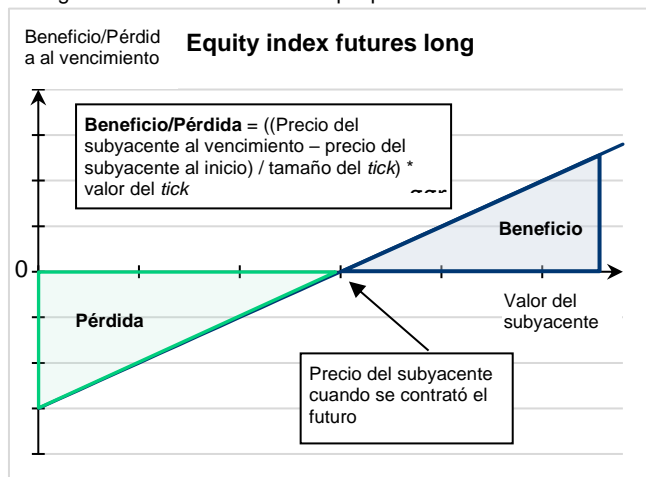 Beneficio/Pérdid
a al vencimiento
Equity index futures long
Beneficio/Pérdida = ((Precio del
subyacente al vencimiento – precio del
subyacente al inicio) / tamaño del tick) *
valor del tick
Beneficio
0
Pérdida
Valor del
subyacente
Precio del subyacente
cuando se contrató el
futuro